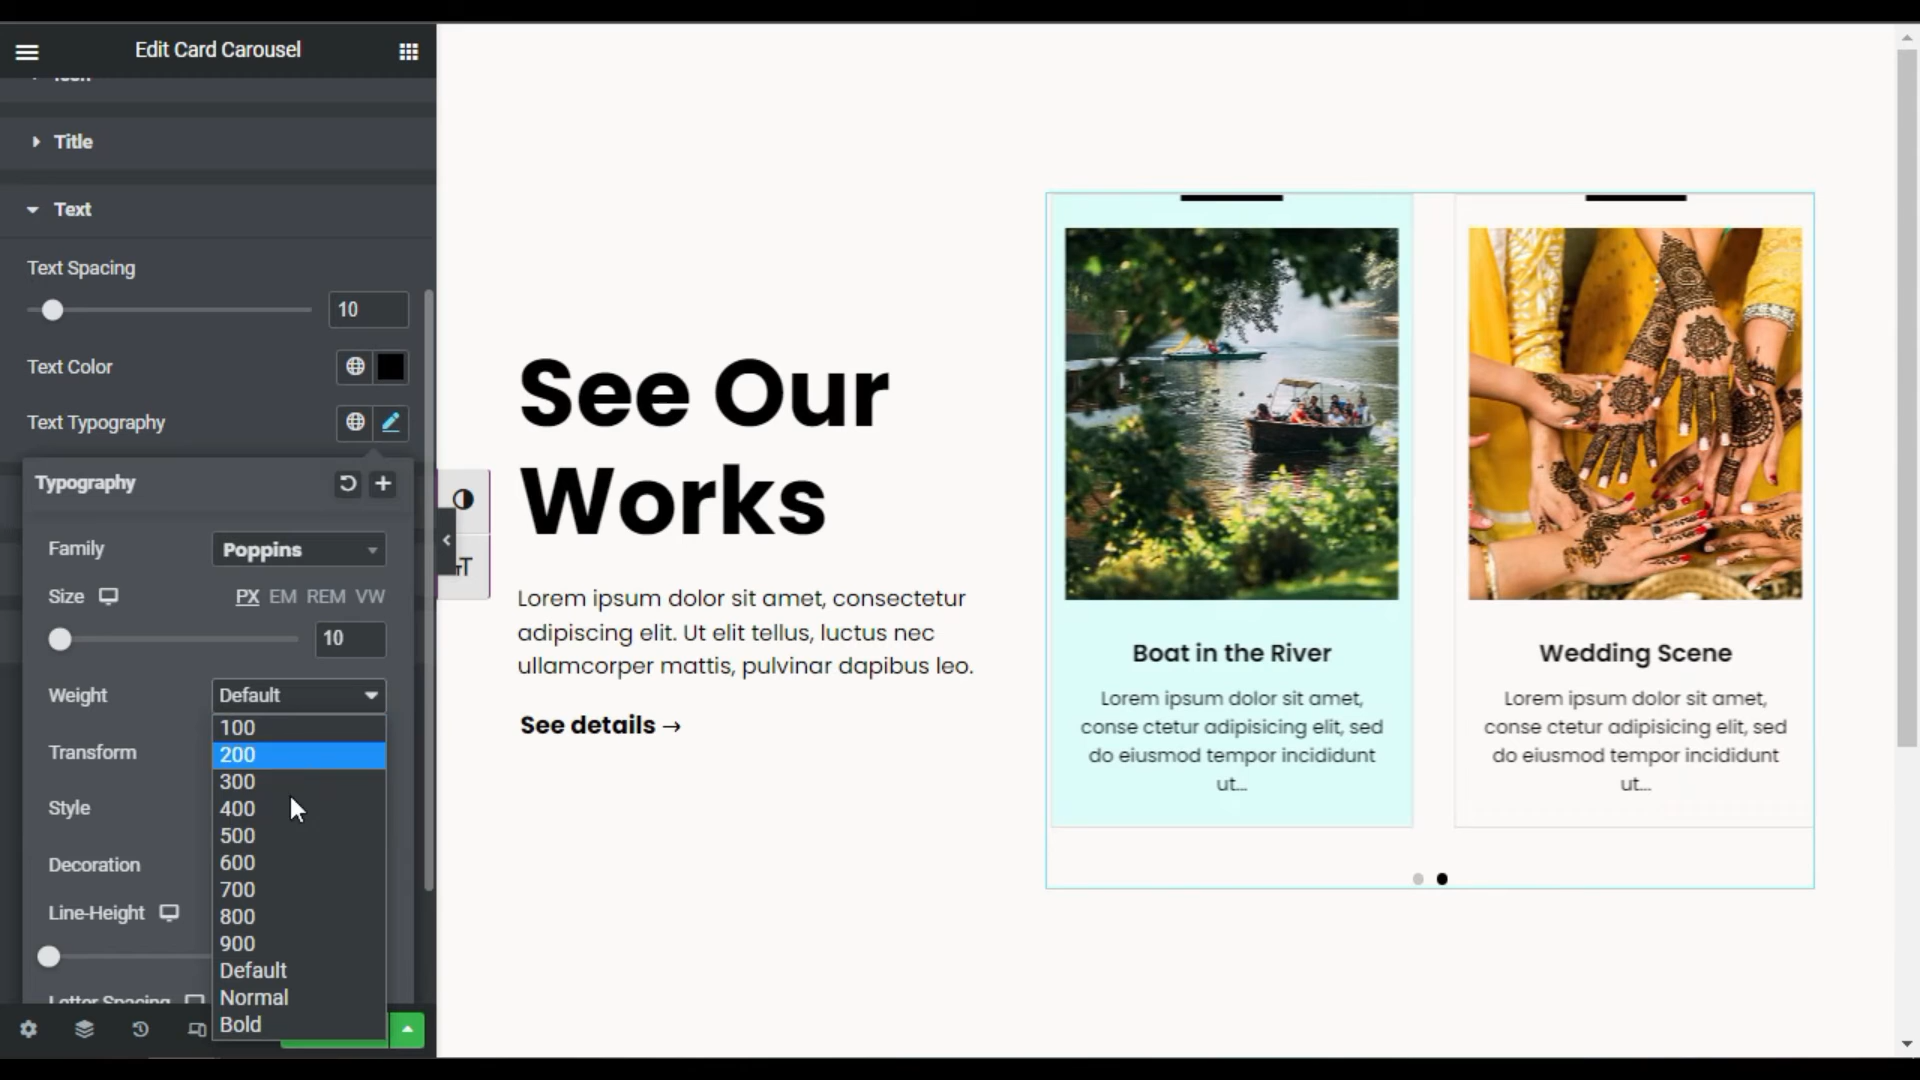 Edit Card Carousel
Icon
Title
Text
Text Spacing
10
Text Color
Text Typography
Typography
Family
Poppins
Size
PX EM REM VW
10
Weight
Default
100
200
300
400
500
600
700
800
900
Default
Normal
Bold
Transform
Style
Decoration
Line-Height
Letter Spacing
TT
See Our
Works
Lorem ipsum dolor sit amet, consectetur
adipiscing elit. Ut elit tellus, luctus nec
ullamcorper mattis, pulvinar dapibus leo.
See details →
Boat in the River
Lorem ipsum dolor sit amet,
conse ctetur adipisicing elit, sed
do eiusmod tempor incididunt
ut...
Wedding Scene
Lorem ipsum dolor sit amet,
conse ctetur adipisicing elit, sed
do eiusmod tempor incididunt
ut...